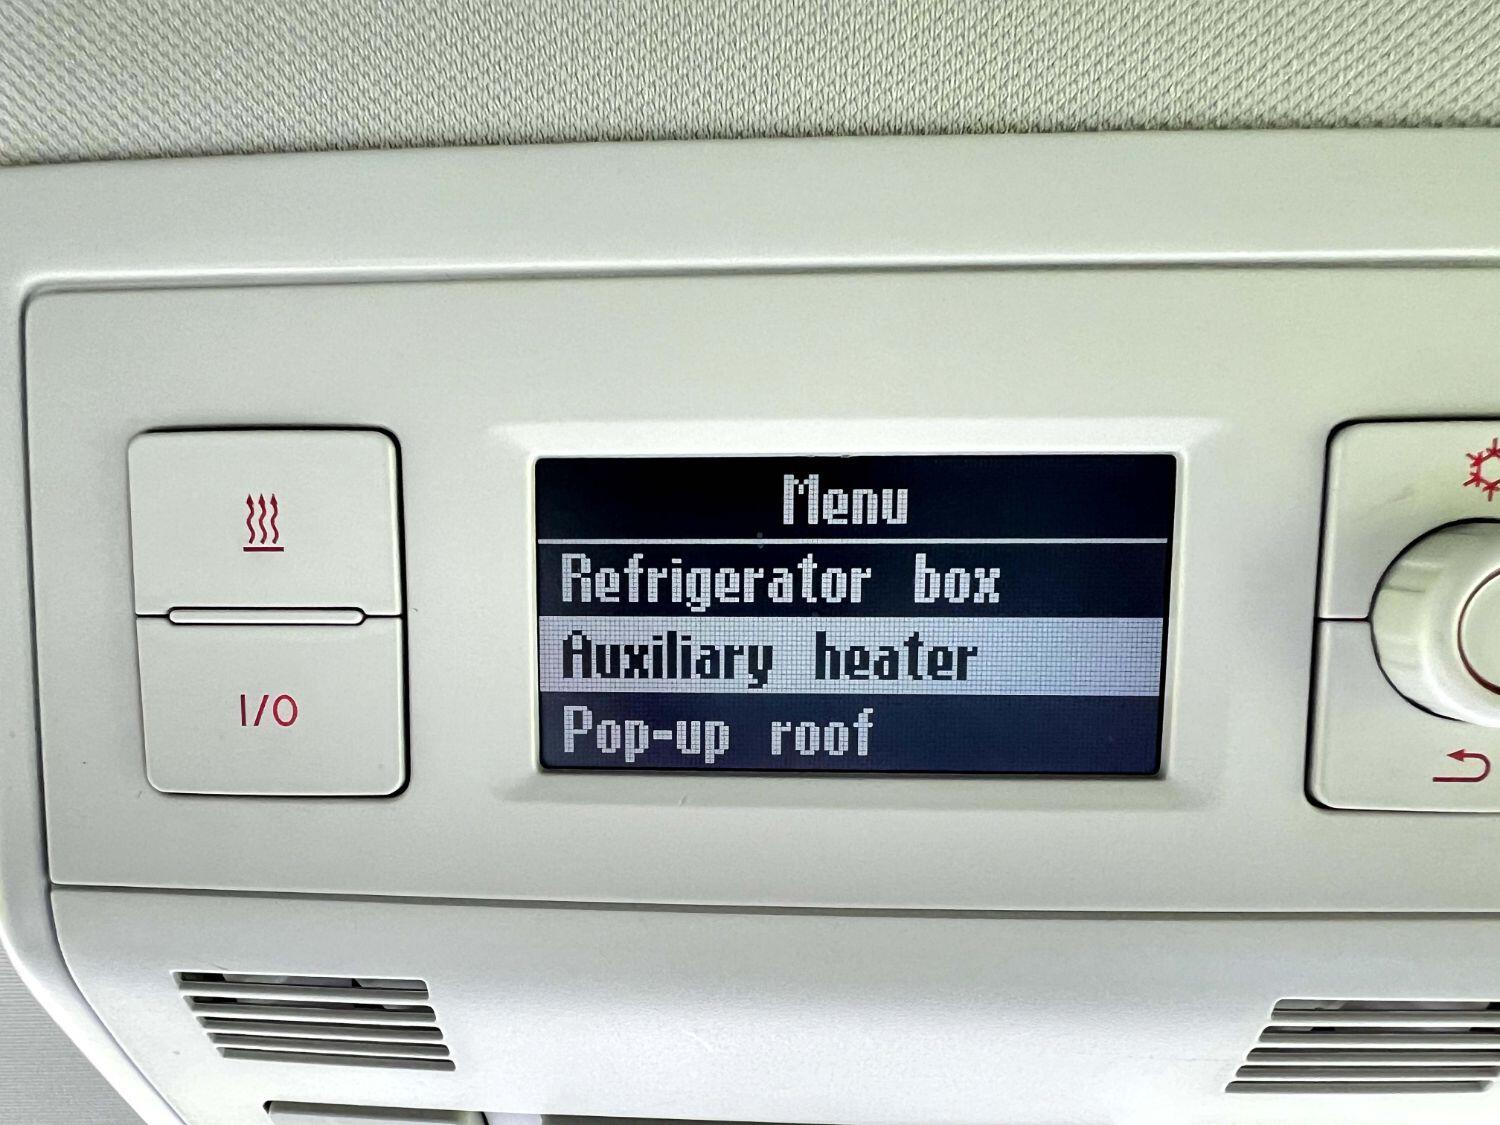 Menu
Refrigerator box
Auxiliary heater
Pop-up roof
I/O